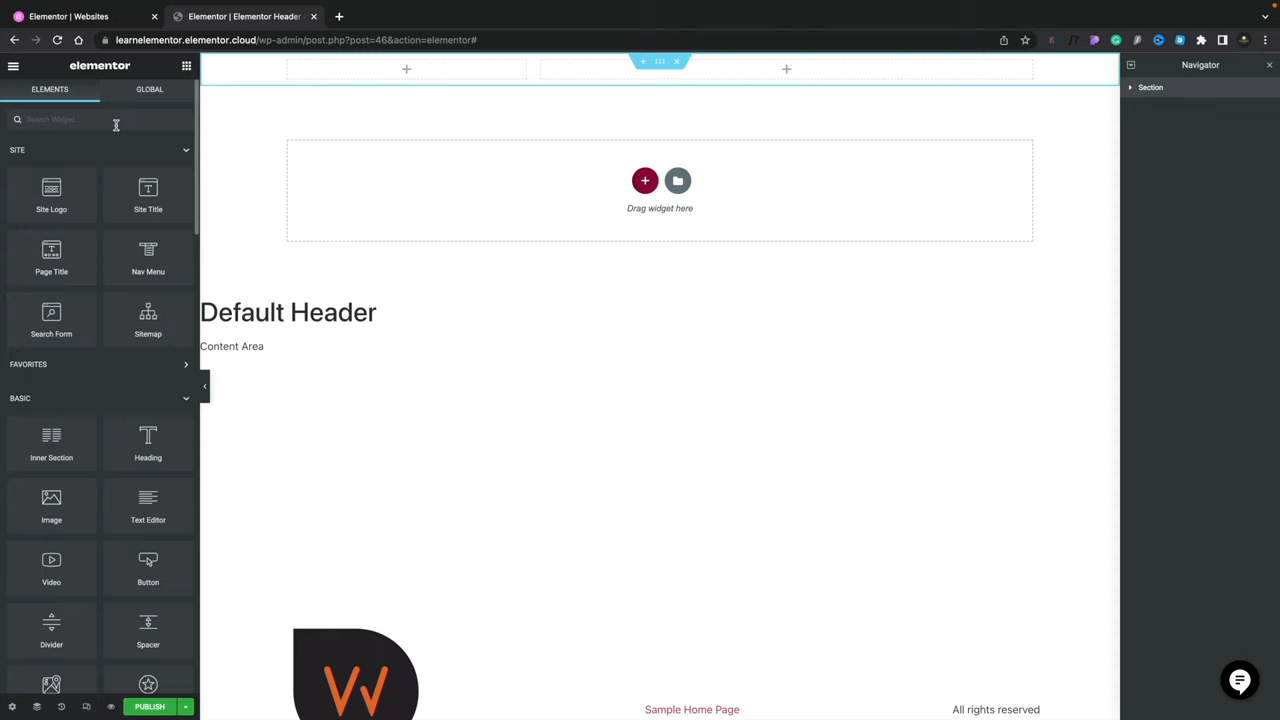 Elementor | Websites
Elementor | Elementor Header
learnelementor.elementor.cloud/wp-admin/post.php?post=46&action=elementor#
elementor
Navigator
ELEMENTS
GLOBAL
Section
Search Widget...
SITE
Site Logo
Site Title
Page Title
Nav Menu
Search Form
Sitemap
FAVORITES
BASIC
Inner Section
Heading
Image
Text Editor
Video
Button
Divider
Spacer
PUBLISH
Drag widget here
Default Header
Content Area
Sample Home Page
All rights reserved